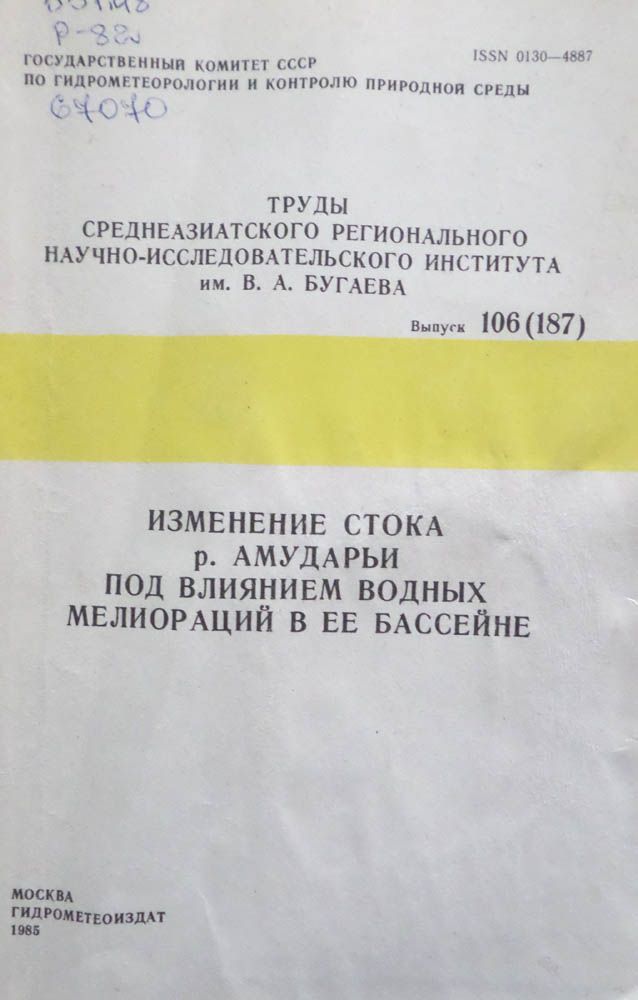 Р-82
ГОСУДАРСТВЕННЫЙ КОМИТЕТ СССР
ПО ГИДРОМЕТЕОРОЛОГИИ И КОНТРОЛЮ ПРИРОДНОЙ СРЕДЫ
ISSN 0130—4887
67070
ТРУДЫ
СРЕДНЕАЗИАТСКОГО РЕГИОНАЛЬНОГО
НАУЧНО-ИССЛЕДОВАТЕЛЬСКОГО ИНСТИТУТА
им. В. А. БУГАЕВА
Выпуск 106(187)
ИЗМЕНЕНИЕ СТОКА
р. АМУДАРЬИ
ПОД ВЛИЯНИЕМ ВОДНЫХ
МЕЛИОРАЦИЙ В ЕЕ БАССЕЙНЕ
МОСКВА
ГИДРОМЕТЕОИЗДАТ
1985